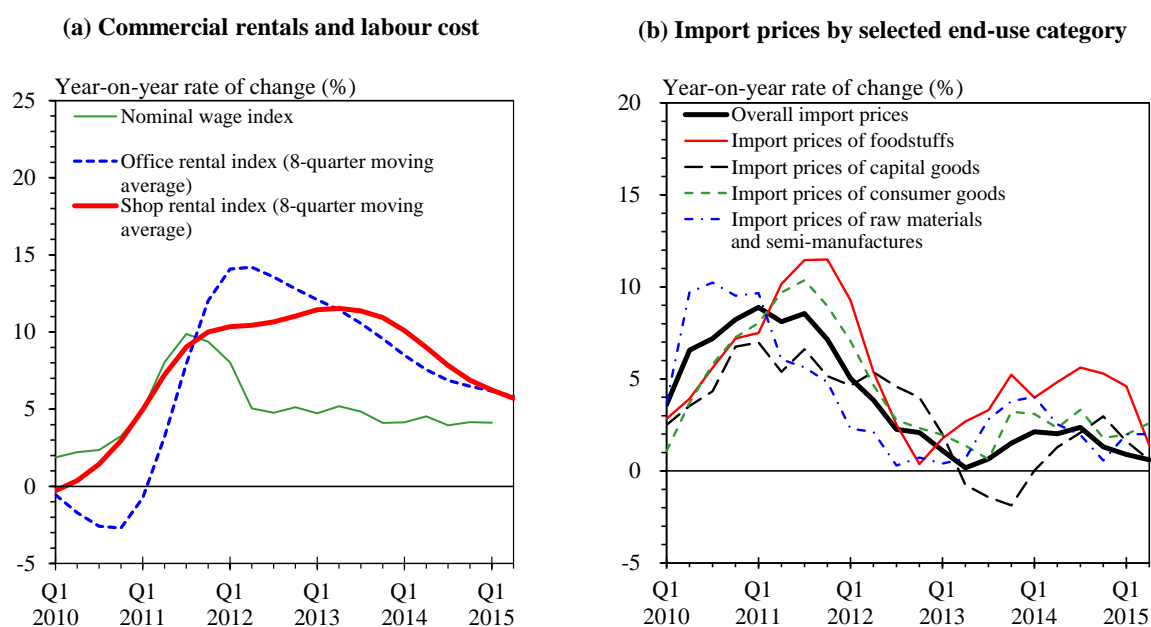 (a) Commercial rentals and labour cost
Year-on-year rate of change (%)
25
20
15
10
5
0
-5
Nominal wage index
Office rental index (8-quarter moving
average)
Shop rental index (8-quarter moving
average)
Q1
2010
Q1
2011
Q1
2012
Q1
2013
Q1
2014
Q1
2015
(b) Import prices by selected end-use category
Year-on-year rate of change (%)
20
15
10
5
0
-5
Overall import prices
Import prices of foodstuffs
Import prices of capital goods
Import prices of consumer goods
Import prices of raw materials
and semi-manufactures
Q1
2010
Q1
2011
Q1
2012
Q1
2013
Q1
2014
Q1
2015